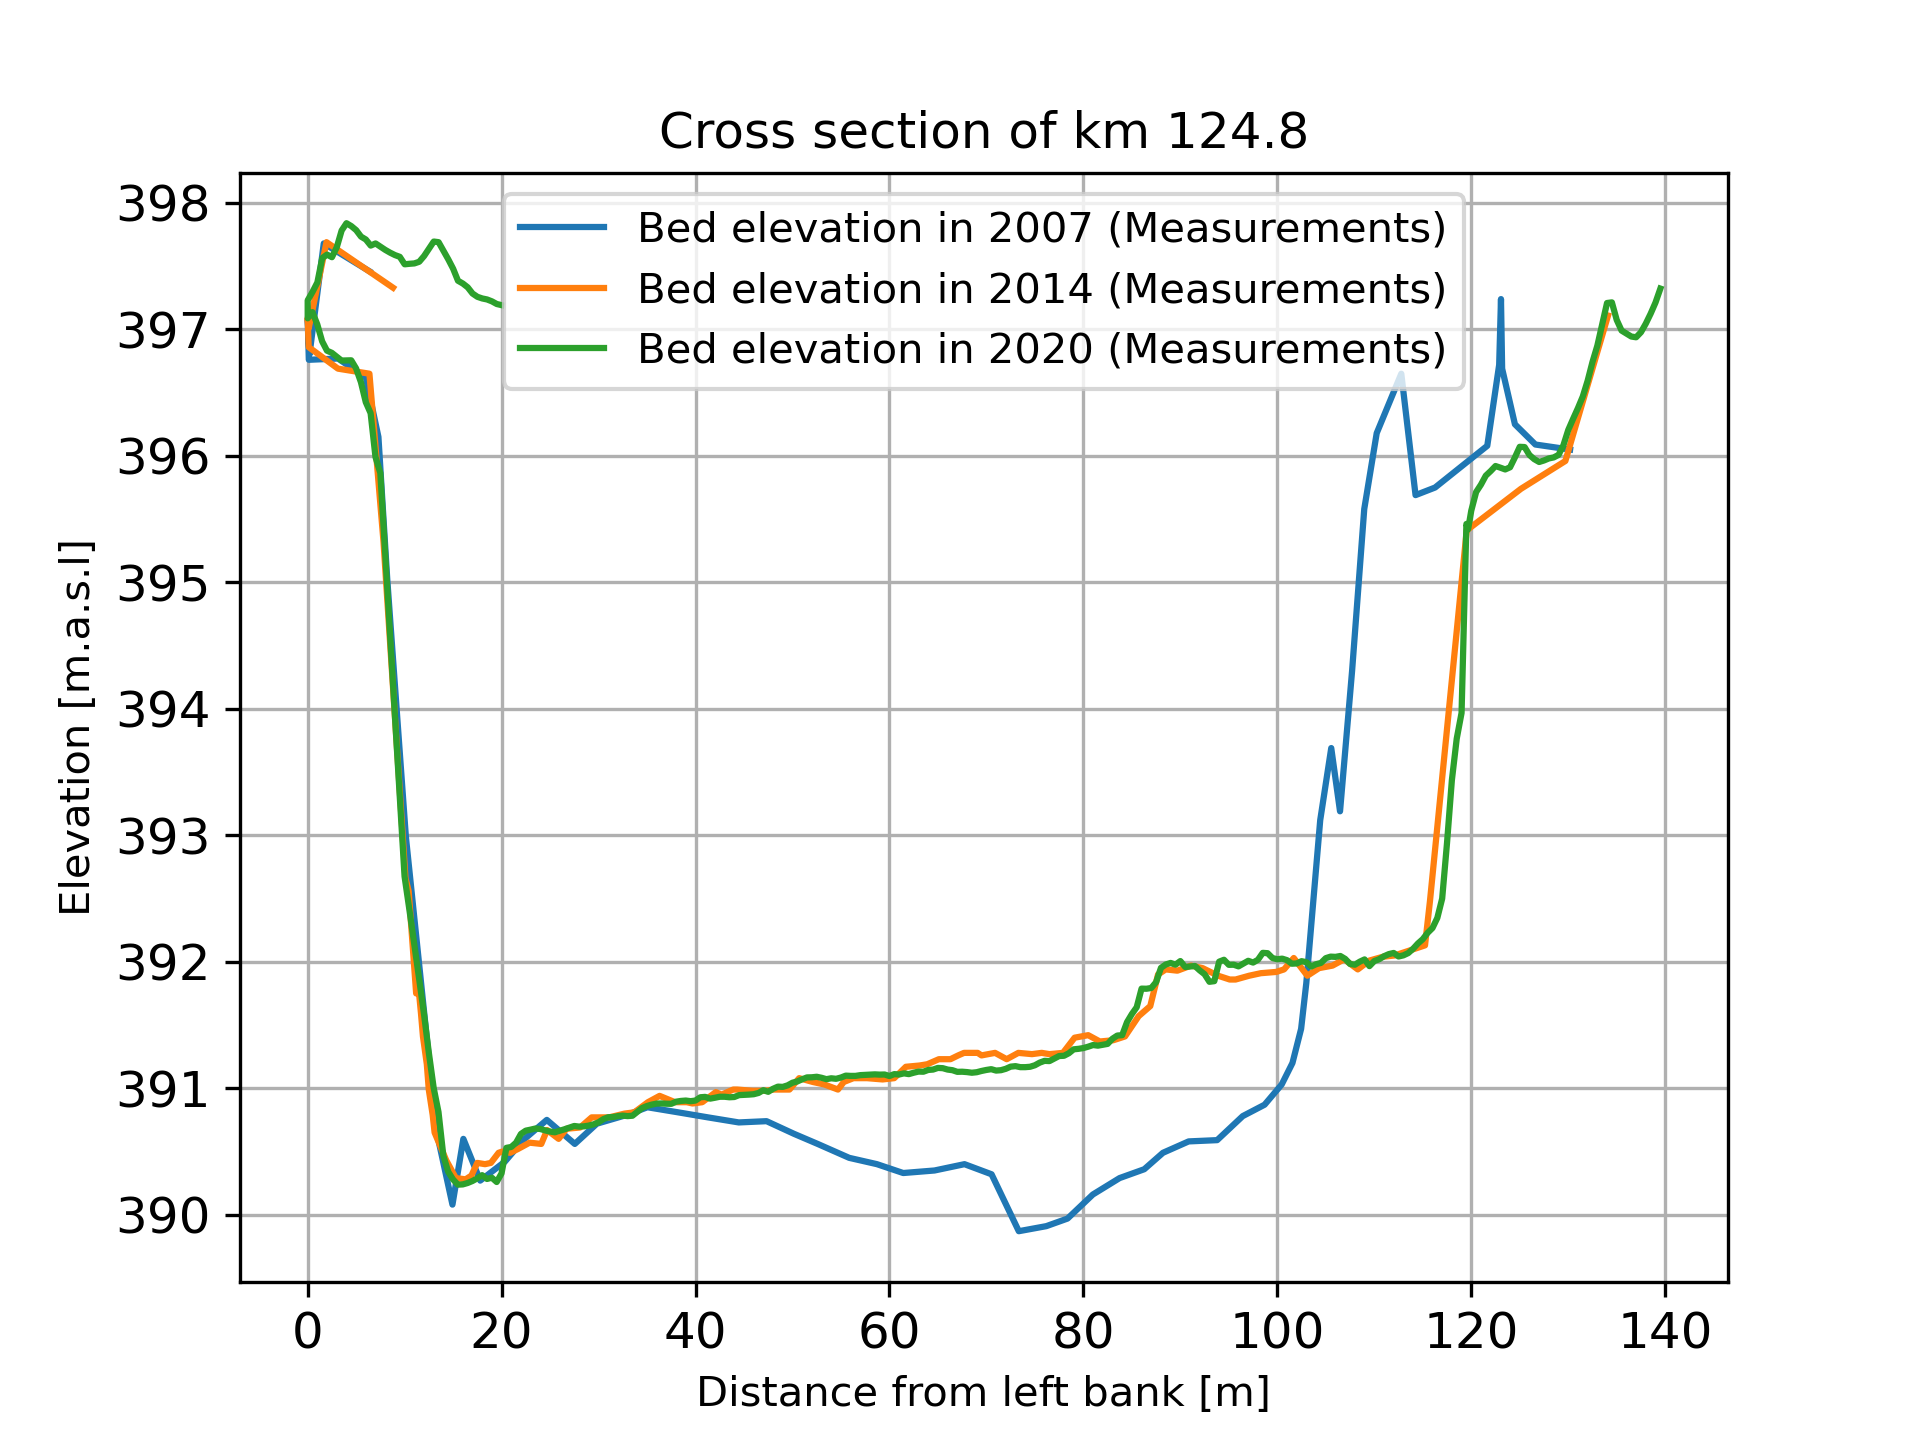 Cross section of km 124.8
Bed elevation in 2007 (Measurements)
Bed elevation in 2014 (Measurements)
Bed elevation in 2020 (Measurements)
Elevation [m.a.s.l]
398
397
396
395
394
393
392
391
390
0 20 40 60 80 100 120 140
Distance from left bank [m]